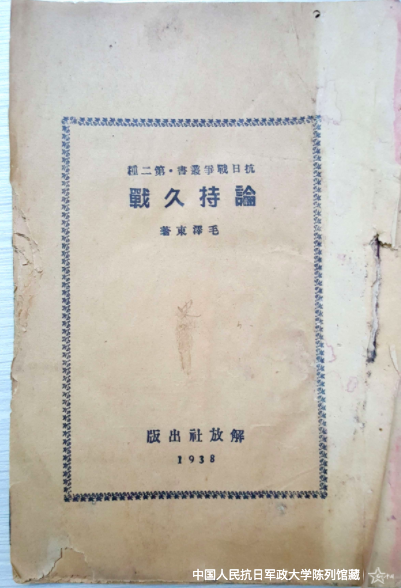 抗日戰爭叢書·第二種
論持久戰
毛澤東著
解放社出版
1938
中国人民抗日军政大学陈列馆藏